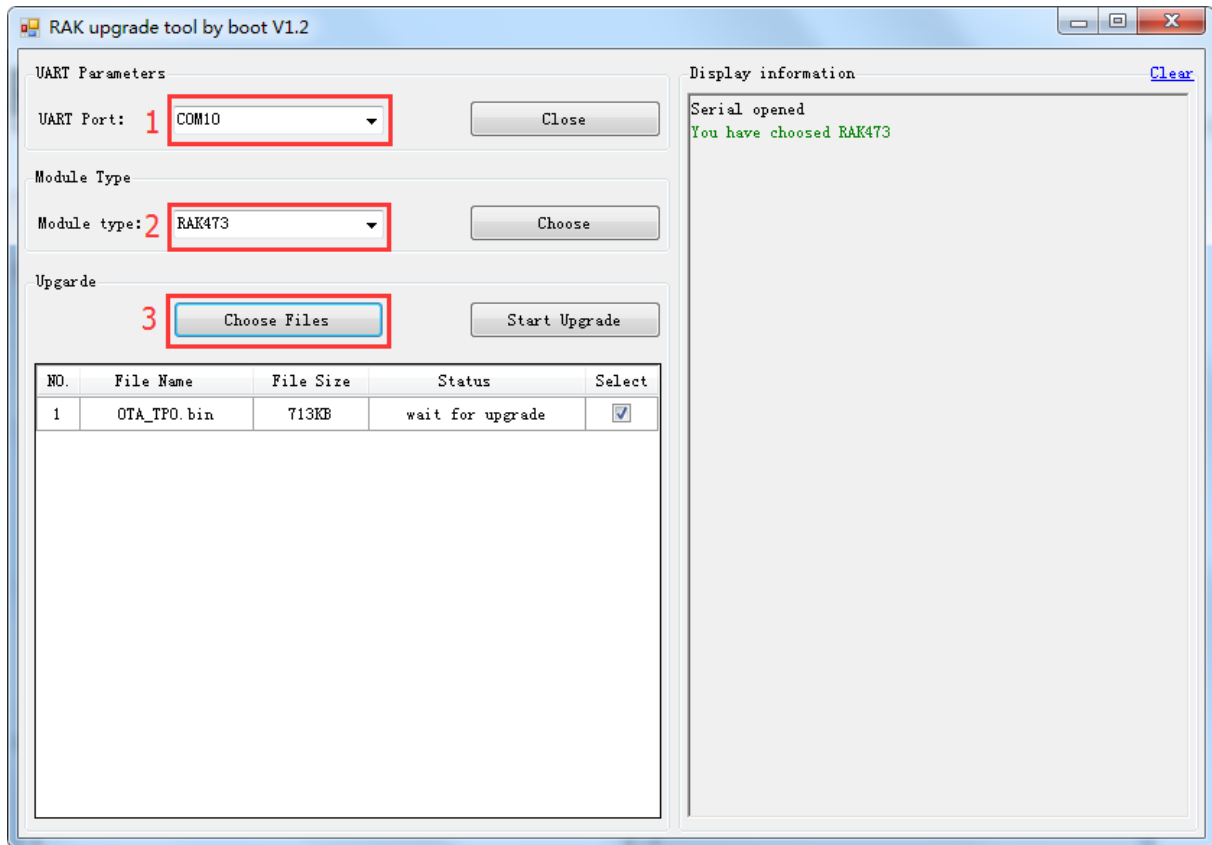 RAK upgrade tool by boot V1.2
UART Parameters
UART Port: 1 COM10 Close
Module Type
Module type: 2 RAK473 Choose
Upgarde
3 Choose Files Start Upgrade
NO. File Name File Size Status Select
1 OTA_TPO.bin 713KB wait for upgrade
Display information Clear
Serial opened
You have choosed RAK473